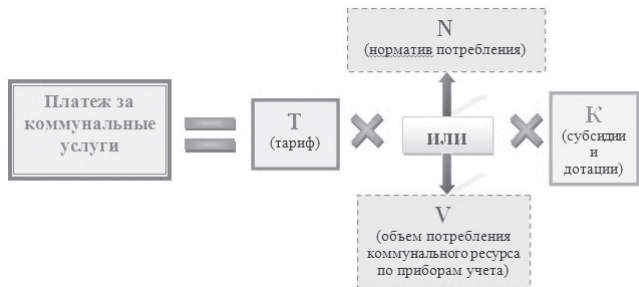 Платеж за
коммунальные
услуги
Т
(тариф)
N
(норматив потребления)
или
V
(объем потребления
коммунального ресурса
по приборам учета)
К
(субсидии
и
дотации)